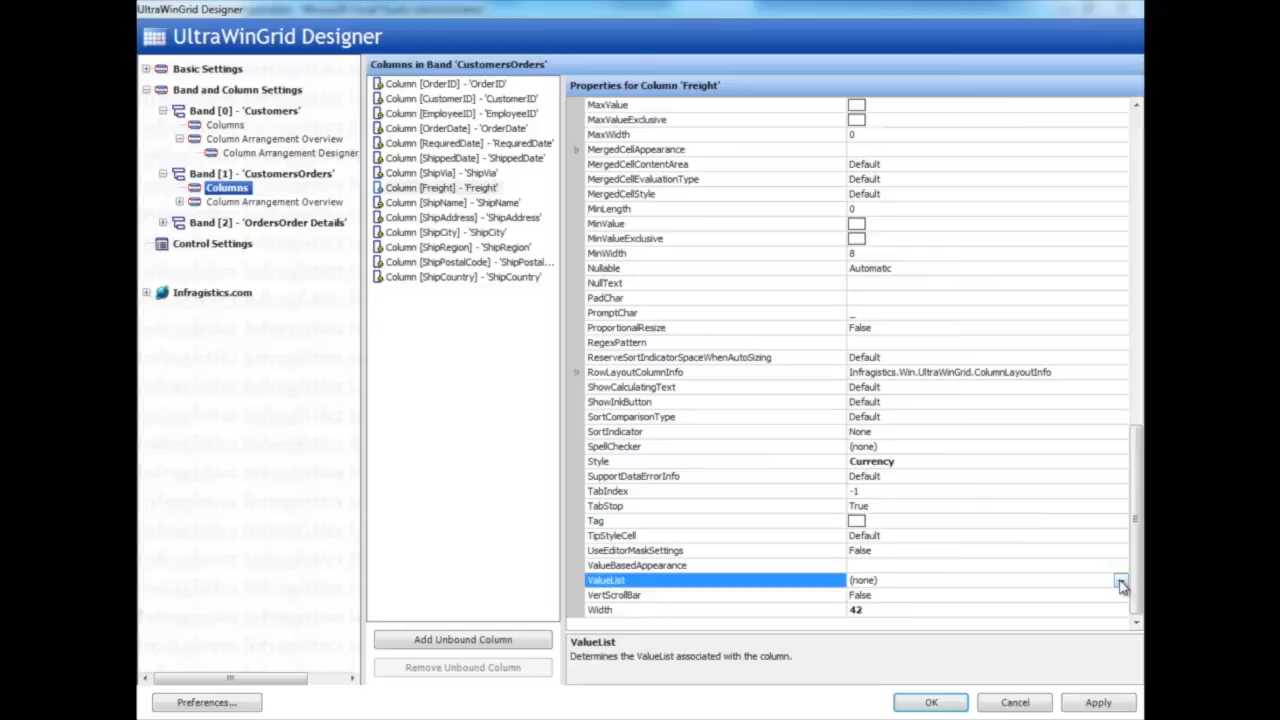 UltraWinGrid Designer
UltraWinGrid Designer
Basic Settings
Band and Column Settings
Band [0] - 'Customers'
Columns
Column Arrangement Overview
Column Arrangement Designer
Band [1] - 'CustomersOrders'
Columns
Column Arrangement Overview
Band [2] - 'OrdersOrder Details'
Control Settings
Infragistics.com
Preferences...
Columns in Band 'CustomersOrders'
Column [OrderID] - 'OrderID'
Column [CustomerID] - 'CustomerID'
Column [EmployeeID] - 'EmployeeID'
Column [OrderDate] - 'OrderDate'
Column [RequiredDate] - 'RequiredDate'
Column [ShippedDate] - 'ShippedDate'
Column [ShipVia] - 'ShipVia'
Column [Freight] - 'Freight'
Column [ShipName] - 'ShipName'
Column [ShipAddress] - 'ShipAddress'
Column [ShipCity] - 'ShipCity'
Column [ShipRegion] - 'ShipRegion'
Column [ShipPostalCode] - 'ShipPostal...
Column [ShipCountry] - 'ShipCountry'
Add Unbound Column
Remove Unbound Column
Properties for Column 'Freight'
MaxValue
MaxValueExclusive
MaxWidth 0
MergedCellAppearance
MergedCellContentArea Default
MergedCellEvaluationType Default
MergedCellStyle Default
MinLength 0
MinValue
MinValueExclusive
MinWidth 8
Nullable Automatic
NullText
PadChar
PromptChar _
ProportionalResize False
RegexPattern
ReserveSortIndicatorSpaceWhenAutoSizing Default
RowLayoutColumnInfo Infragistics.Win.UltraWinGrid.ColumnLayoutInfo
ShowCalculatingText Default
ShowInkButton Default
SortComparisonType Default
SortIndicator None
SpellChecker (none)
Style Currency
SupportDataErrorInfo Default
TabIndex -1
TabStop True
Tag
TipStyleCell Default
UseEditorMaskSettings False
ValueBasedAppearance
ValueList (none)
VertScrollBar False
Width 42
ValueList
Determines the ValueList associated with the column.
OK Cancel Apply